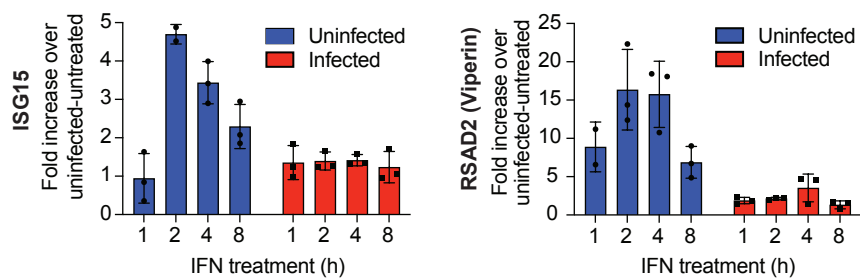 ISG15
Fold increase over
uninfected-untreated
5
4
3
2
1
0
Uninfected
Infected
1 2 4 8 1 2 4 8
IFN treatment (h)
RSAD2 (Viperin)
Fold increase over
uninfected-untreated
25
20
15
10
5
0
Uninfected
Infected
1 2 4 8 1 2 4 8
IFN treatment (h)